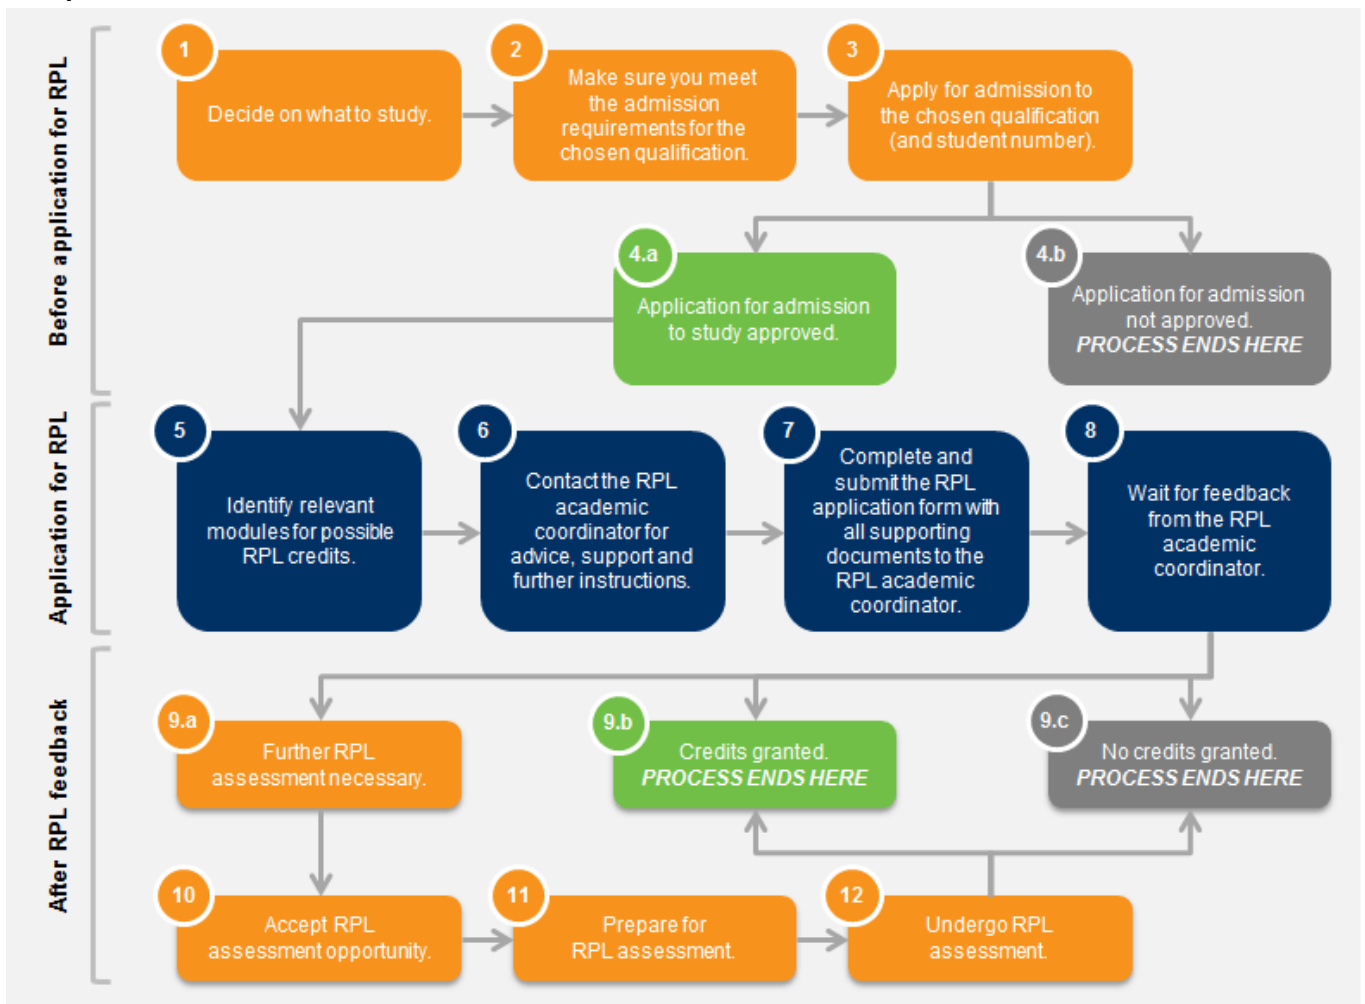 Before application for RPL
1
Decide on what to study.
2
Make sure you meet
the admission
requirements for the
chosen qualification.
3
Apply for admission to
the chosen qualification
(and student number).
4.a
Application for admission
to study approved.
4.b
Application for admission
not approved.
PROCESS ENDS HERE
Application for RPL
5
Identify relevant
modules for possible
RPL credits.
6
Contact the RPL
academic
coordinator for
advice, support and
further instructions.
7
Complete and
submit the RPL
application form with
all supporting
documents to the
RPL academic
coordinator.
8
Wait for feedback
from the RPL
academic
coordinator.
After RPL feedback
9.a
Further RPL
assessment necessary.
9.b
Credits granted.
PROCESS ENDS HERE
9.c
No credits granted.
PROCESS ENDS HERE
10
Accept RPL
assessment opportunity.
11
Prepare for
RPL assessment.
12
Undergo RPL
assessment.